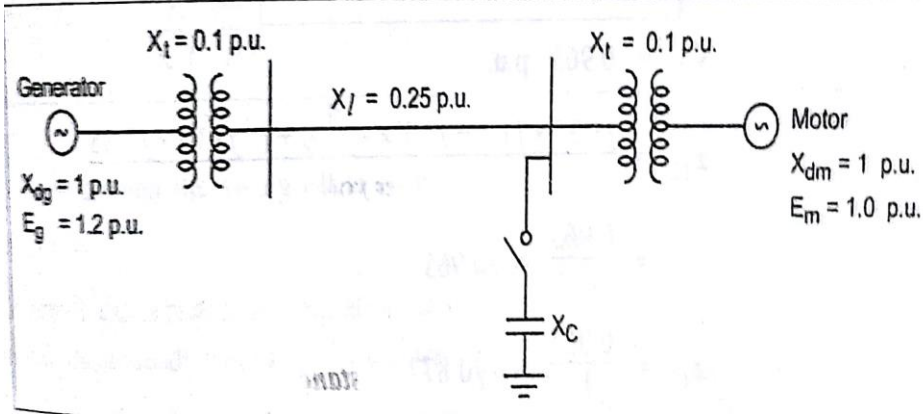 Xt = 0.1 p.u.
Xt = 0.1 p.u.
Generator
Xl = 0.25 p.u.
~
~
Motor
Xdg = 1 p.u.
Eg = 1.2 p.u.
Xdm = 1 p.u.
Em = 1.0 p.u.
XC